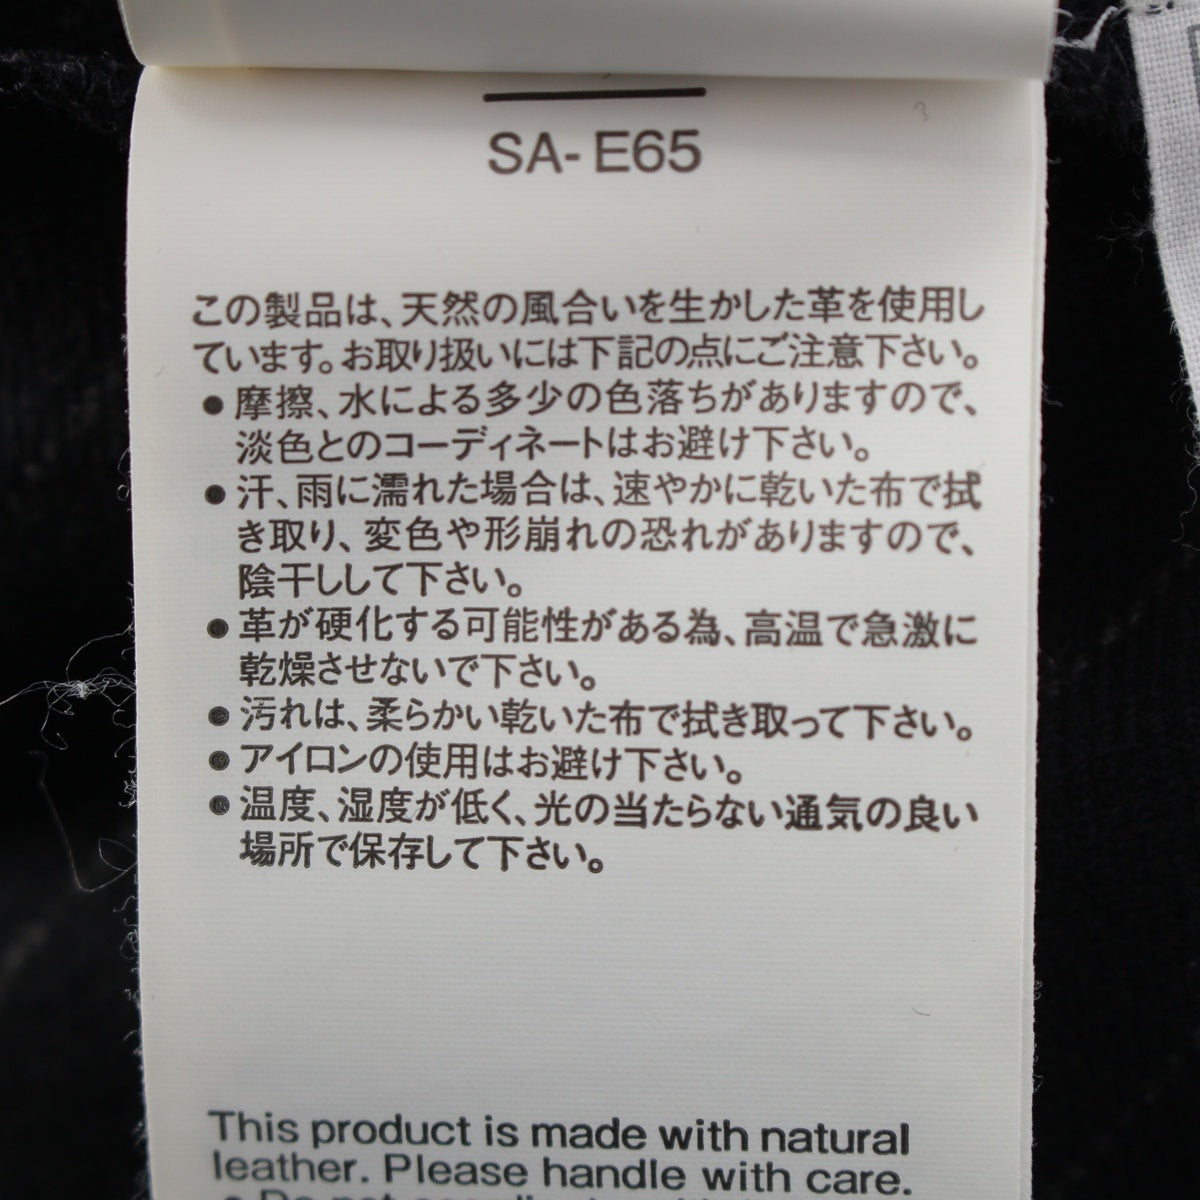 SA- E65
この製品は、天然の風合いを生かした革を使用し
ています。お取り扱いには下記の点にご注意下さい。
● 摩擦、水による多少の色落ちがありますので、
淡色とのコーディネートはお避け下さい。
● 汗、雨に濡れた場合は、速やかに乾いた布で拭
き取り、変色や形崩れの恐れがありますので、
陰干しして下さい。
● 革が硬化する可能性がある為、高温で急激に
乾燥させないで下さい。
● 汚れは、柔らかい乾いた布で拭き取って下さい。
● アイロンの使用はお避け下さい。
● 温度、湿度が低く、光の当たらない通気の良い
場所で保存して下さい。
This product is made with natural
leather. Please handle with care.
● Do not